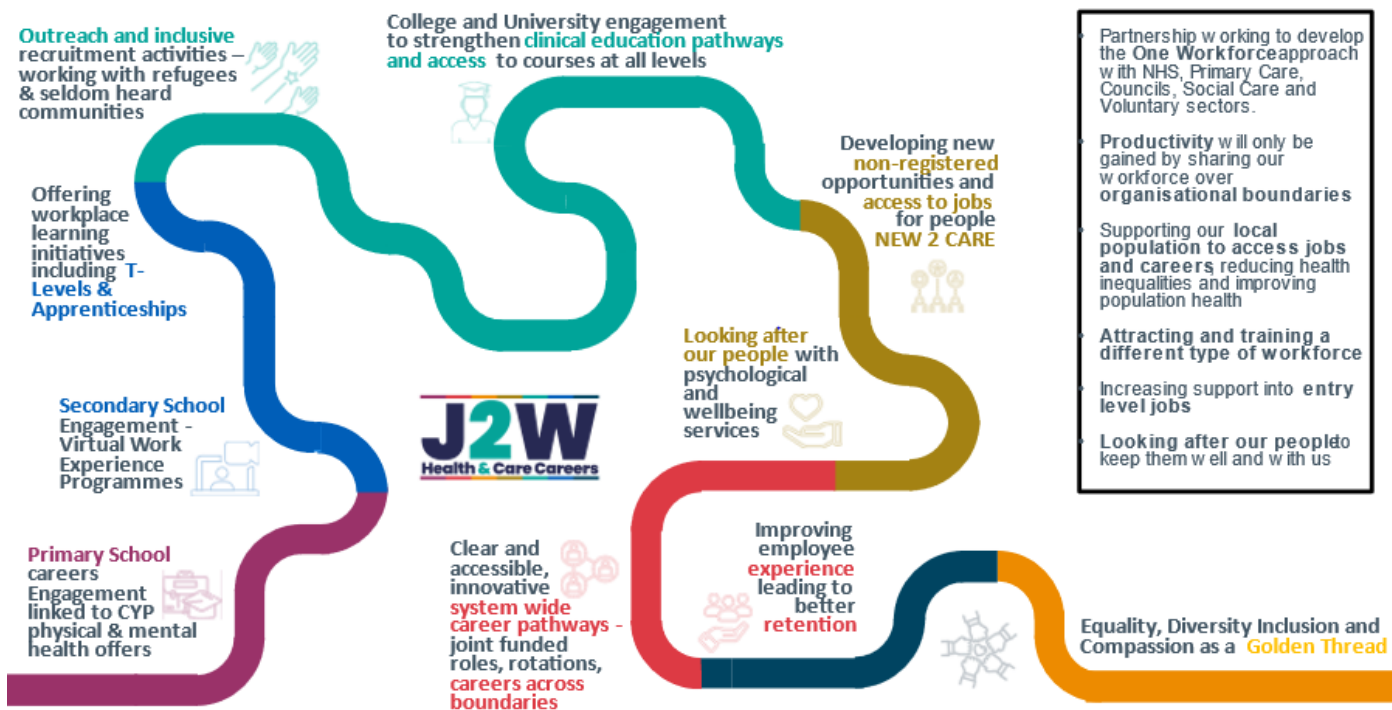 Outreach and inclusive
recruitment activities –
working with refugees
& seldom heard
communities
College and University engagement
to strengthen clinical education pathways
and access to courses at all levels
Developing new
non-registered
opportunities and
access to jobs
for people
NEW 2 CARE
Offering
workplace
learning
initiatives
including T-
Levels &
Apprenticeships
Looking after
our people with
psychological
and
wellbeing
services
Secondary School
Engagement -
Virtual Work
Experience
Programmes
J2W
Health & Care Careers
Primary School
careers
Engagement
linked to CYP
physical & mental
health offers
Clear and
accessible,
innovative
system wide
career pathways -
joint funded
roles, rotations,
careers across
boundaries
Improving
employee
experience
leading to
better
retention
Equality, Diversity Inclusion and
Compassion as a Golden Thread
Partnership working to develop
the One Workforce approach
with NHS, Primary Care,
Councils, Social Care and
Voluntary sectors.
Productivity will only be
gained by sharing our
workforce over
organisational boundaries
Supporting our local
population to access jobs
and careers, reducing health
inequalities and improving
population health
Attracting and training a
different type of workforce
Increasing support into entry
level jobs
Looking after our people to
keep them well and with us